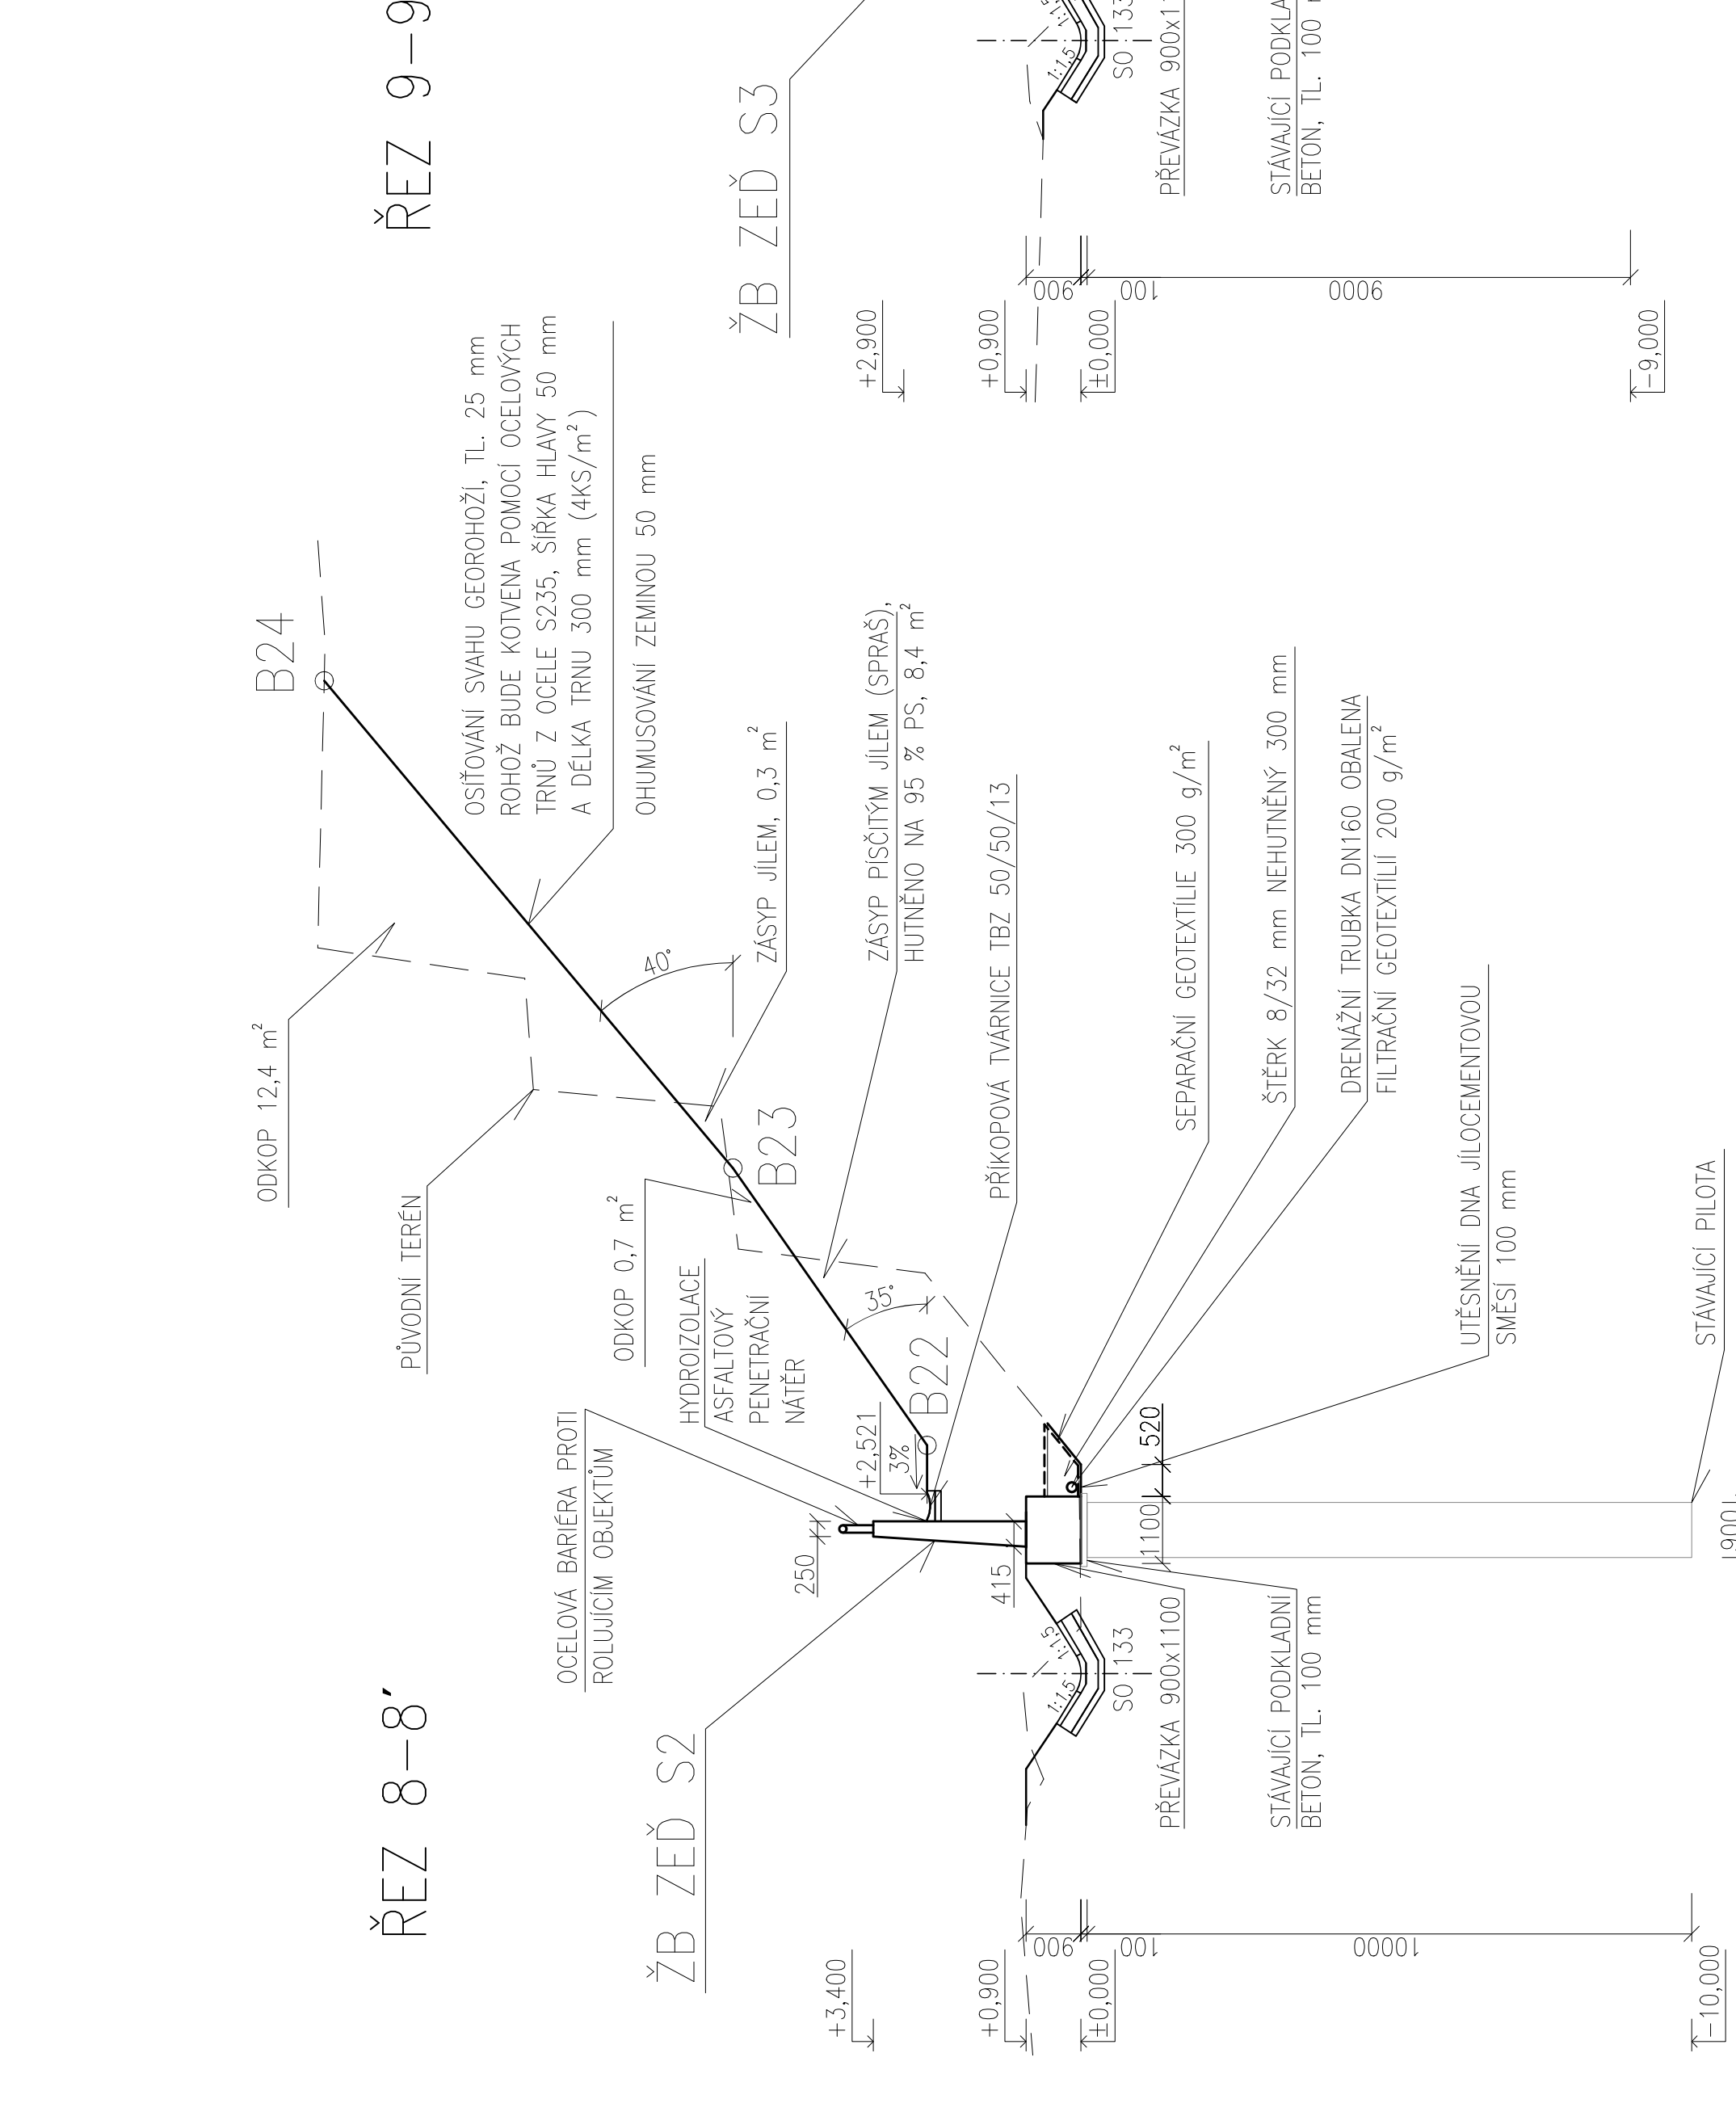 ŘEZ 8–8'
ŽB ZEĎ S2
OCELOVÁ BARIÉRA PROTI
ROLUJÍCÍM OBJEKTŮM
HYDROIZOLACE
ASFALTOVÝ
PENETRAČNÍ
NÁTĚR
ODKOP 0,7 m²
PŮVODNÍ TERÉN
ODKOP 12,4 m²
B24
B23
B22
40°
35°
3%
+2,521
250
415
OSÍŤOVÁNÍ SVAHU GEOROHOŽÍ, TL. 25 mm
ROHOŽ BUDE KOTVENA POMOCÍ OCELOVÝCH
TRNŮ Z OCELE S235, ŠÍŘKA HLAVY 50 mm
A DÉLKA TRNU 300 mm (4KS/m²)
OHUMUSOVÁNÍ ZEMINOU 50 mm
ZÁSYP JÍLEM, 0,3 m²
ZÁSYP PÍSČITÝM JÍLEM (SPRAŠ),
HUTNĚNO NA 95 % PS, 8,4 m²
PŘÍKOPOVÁ TVÁRNICE TBZ 50/50/13
SEPARAČNÍ GEOTEXTÍLIE 300 g/m²
ŠTĚRK 8/32 mm NEHUTNĚNÝ 300 mm
DRENÁŽNÍ TRUBKA DN160 OBALENA
FILTRAČNÍ GEOTEXTÍLIÍ 200 g/m²
UTĚSNĚNÍ DNA JÍLOCEMENTOVOU
SMĚSÍ 100 mm
STÁVAJÍCÍ PILOTA
1100
520
900
1:1,5
1:1,5
SO 133
PŘEVÁZKA 900x1100
STÁVAJÍCÍ PODKLADNÍ
BETON, TL. 100 mm
900
100
10000
+3,400
+0,900
±0,000
-10,000
ŘEZ 9–9
ŽB ZEĎ S3
1:1,5
1:1,5
SO 133
PŘEVÁZKA 900x1
STÁVAJÍCÍ PODKLA
BETON, TL. 100
900
100
9000
+2,900
+0,900
±0,000
-9,000